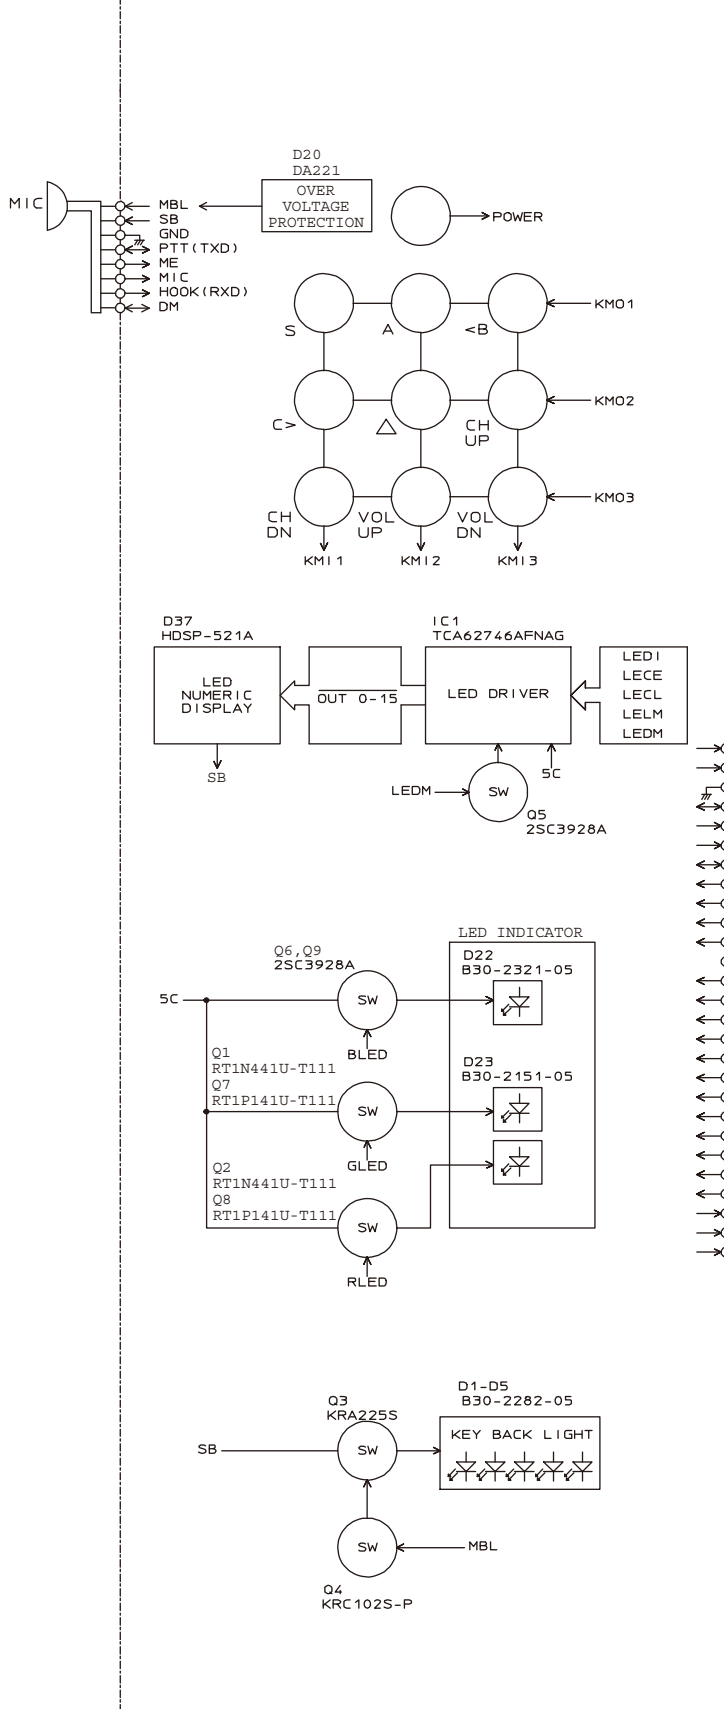 D20
DA221
OVER
VOLTAGE
PROTECTION
MIC
MBL
SB
GND
PTT(TXD)
ME
MIC
HOOK(RXD)
DM
POWER
S
A
<B
KMO1
C>
△
CH
UP
KMO2
CH
DN
VOL
UP
VOL
DN
KMO3
KMI1
KMI2
KMI3
D37
HDSP-521A
LED
NUMERIC
DISPLAY
SB
OUT 0-15
IC1
TCA62746AFNAG
LED DRIVER
LEDI
LECE
LECL
LELM
LEDM
LEDM
SW
5C
Q5
2SC3928A
LED INDICATOR
Q6,Q9
2SC3928A
D22
B30-2321-05
5C
SW
BLED
Q1
RT1N441U-T111
Q7
RT1P141U-T111
D23
B30-2151-05
SW
GLED
Q2
RT1N441U-T111
Q8
RT1P141U-T111
SW
RLED
Q3
KRA225S
D1-D5
B30-2282-05
SB
SW
KEY BACK LIGHT
SW
MBL
Q4
KRC102S-P